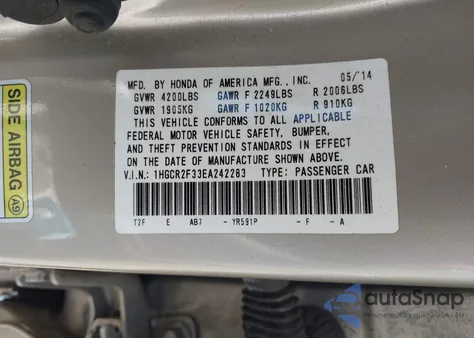 MFD. BY HONDA OF AMERICA MFG., INC. 05/14
GVWR 4200LBS GAWR F 2249LBS R 2006LBS
GVWR 1905KG GAWR F 1020KG R 910KG
THIS VEHICLE CONFORMS TO ALL APPLICABLE
FEDERAL MOTOR VEHICLE SAFETY, BUMPER,
AND THEFT PREVENTION STANDARDS IN EFFECT
ON THE DATE OF MANUFACTURE SHOWN ABOVE.
V.I.N.: 1HGCR2F33EA242283 TYPE: PASSENGER CAR
T2F E AB7 - YR591P - F - A
SIDE AIRBAG A9
autoSnap